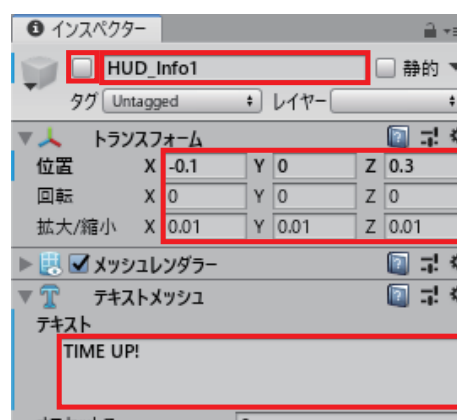 インスペクター
HUD_Info1 静的
タグ Untagged レイヤー
トランスフォーム
位置 X -0.1 Y 0 Z 0.3
回転 X 0 Y 0 Z 0
拡大/縮小 X 0.01 Y 0.01 Z 0.01
メッシュレンダラー
テキストメッシュ
テキスト
TIME UP!